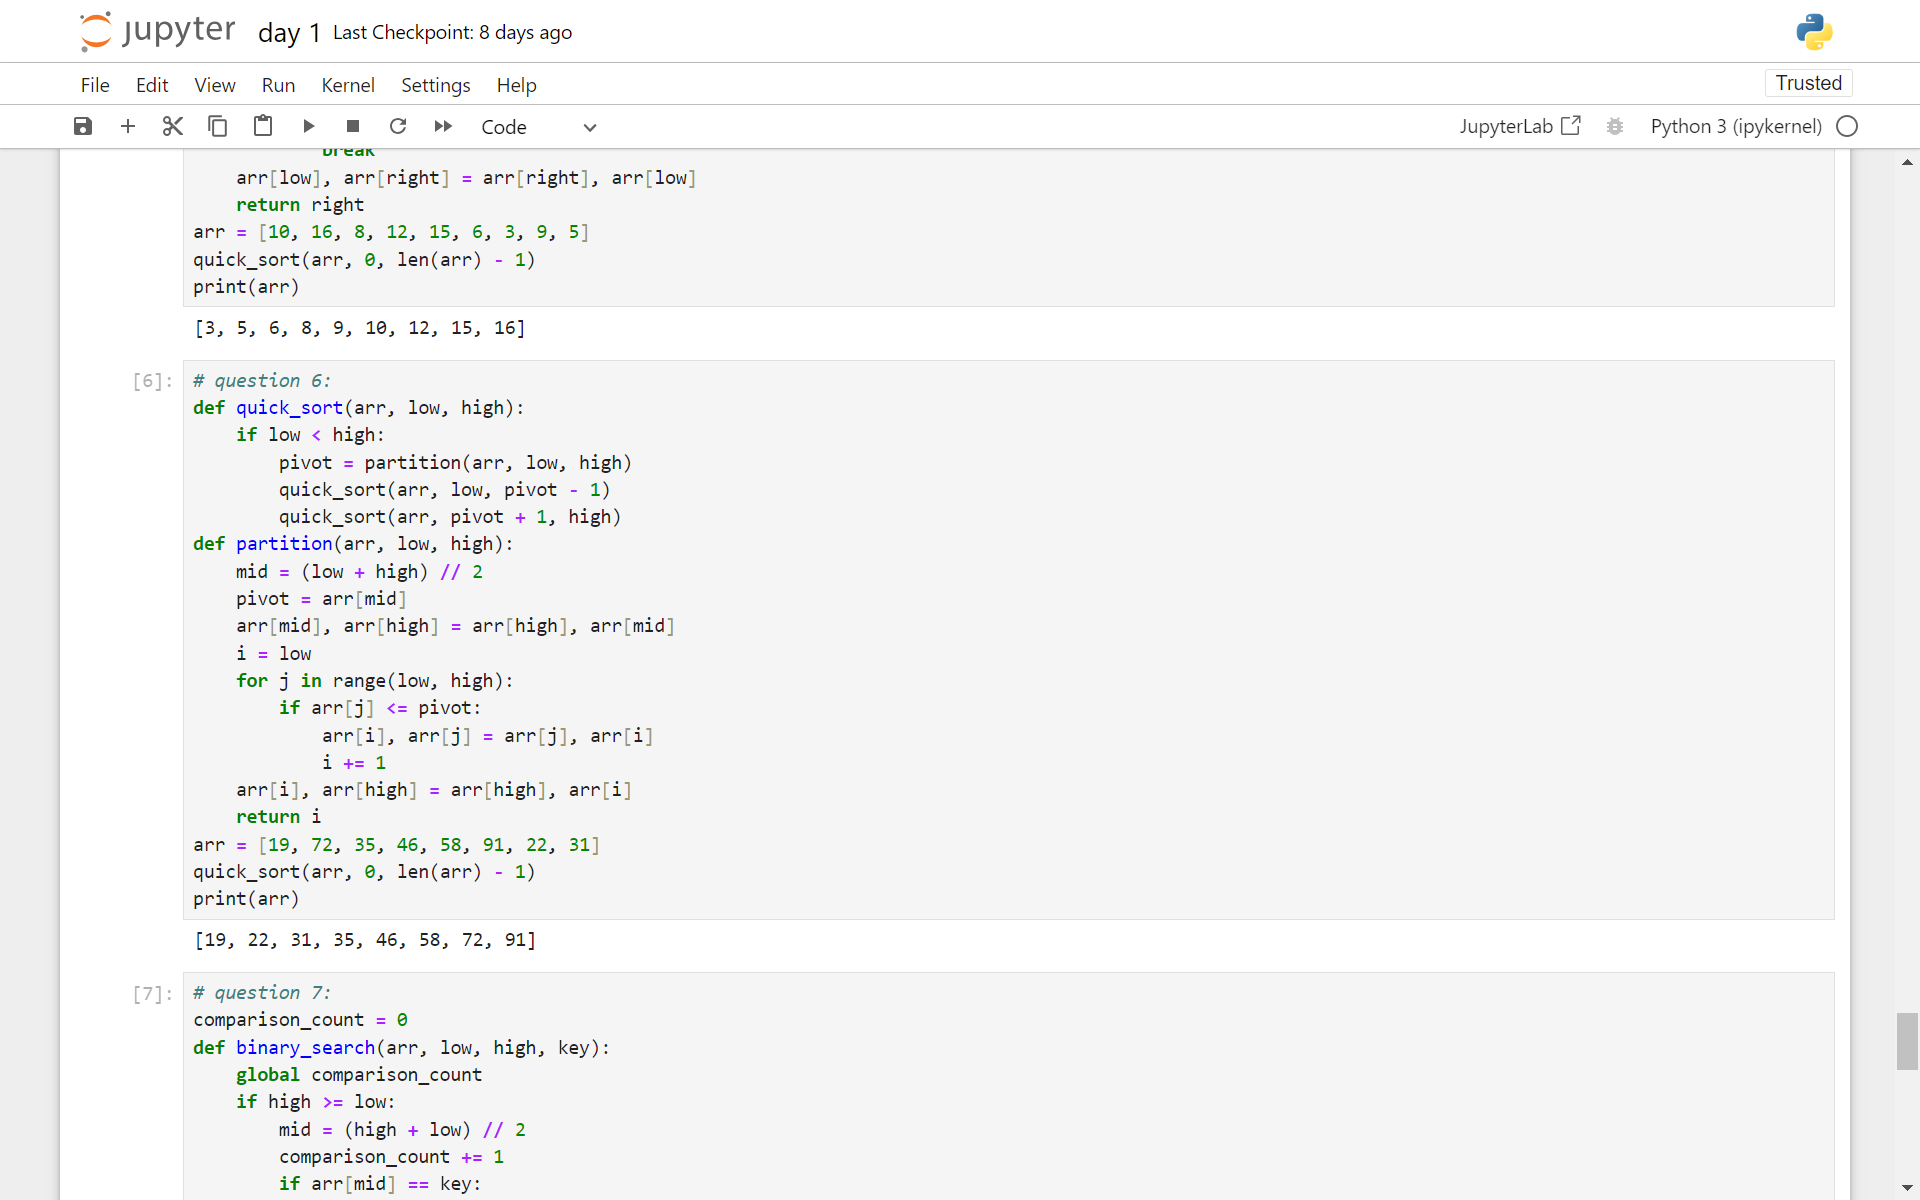 jupyter day 1 Last Checkpoint: 8 days ago
File Edit View Run Kernel Settings Help Trusted
Code JupyterLab Python 3 (ipykernel)
break
    arr[low], arr[right] = arr[right], arr[low]
    return right
arr = [10, 16, 8, 12, 15, 6, 3, 9, 5]
quick_sort(arr, 0, len(arr) - 1)
print(arr)
[3, 5, 6, 8, 9, 10, 12, 15, 16]
[6]: # question 6:
def quick_sort(arr, low, high):
    if low < high:
        pivot = partition(arr, low, high)
        quick_sort(arr, low, pivot - 1)
        quick_sort(arr, pivot + 1, high)
def partition(arr, low, high):
    mid = (low + high) // 2
    pivot = arr[mid]
    arr[mid], arr[high] = arr[high], arr[mid]
    i = low
    for j in range(low, high):
        if arr[j] <= pivot:
            arr[i], arr[j] = arr[j], arr[i]
            i += 1
    arr[i], arr[high] = arr[high], arr[i]
    return i
arr = [19, 72, 35, 46, 58, 91, 22, 31]
quick_sort(arr, 0, len(arr) - 1)
print(arr)
[19, 22, 31, 35, 46, 58, 72, 91]
[7]: # question 7:
comparison_count = 0
def binary_search(arr, low, high, key):
    global comparison_count
    if high >= low:
        mid = (high + low) // 2
        comparison_count += 1
        if arr[mid] == key: